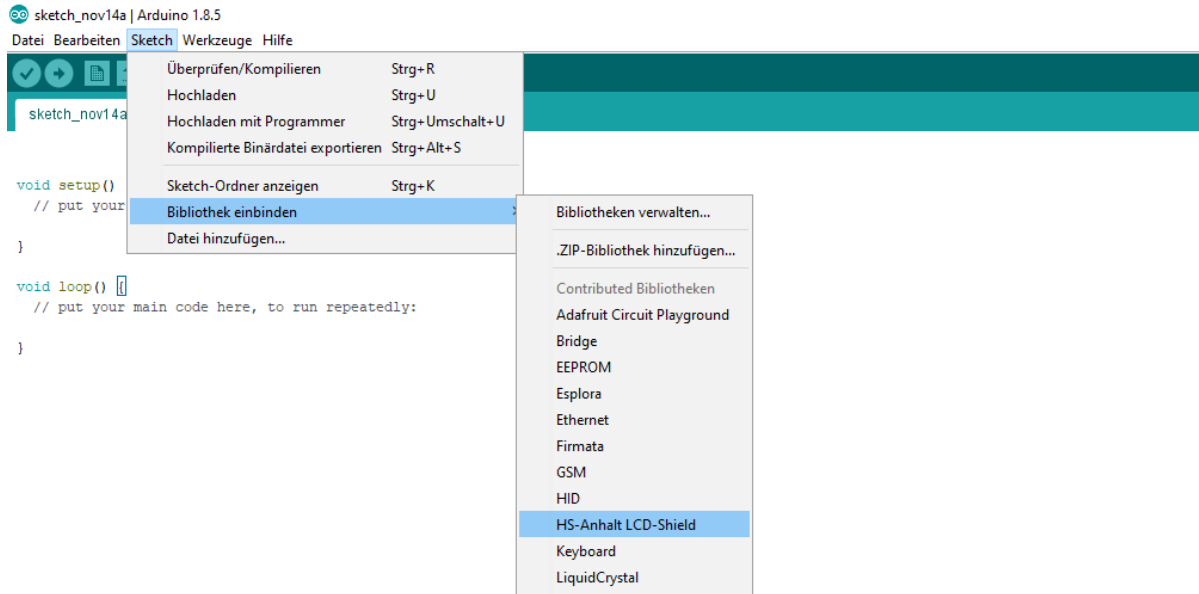 sketch_nov14a | Arduino 1.8.5
Datei Bearbeiten Sketch Werkzeuge Hilfe
sketch_nov14a
Überprüfen/Kompilieren Strg+R
Hochladen Strg+U
Hochladen mit Programmer Strg+Umschalt+U
Kompilierte Binärdatei exportieren Strg+Alt+S
Sketch-Ordner anzeigen Strg+K
Bibliothek einbinden
Datei hinzufügen...
Bibliotheken verwalten...
.ZIP-Bibliothek hinzufügen...
Contributed Bibliotheken
Adafruit Circuit Playground
Bridge
EEPROM
Esplora
Ethernet
Firmata
GSM
HID
HS-Anhalt LCD-Shield
Keyboard
LiquidCrystal
void setup()
// put your
}
void loop() {
// put your main code here, to run repeatedly:
}